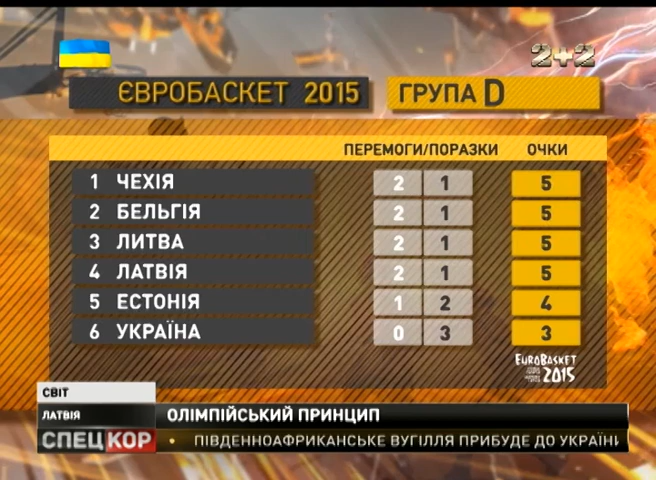 2+2
ЄВРОБАСКЕТ 2015 ГРУПА D
ПЕРЕМОГИ/ПОРАЗКИ ОЧКИ
1 ЧЕХІЯ 2 1 5
2 БЕЛЬГІЯ 2 1 5
3 ЛИТВА 2 1 5
4 ЛАТВІЯ 2 1 5
5 ЕСТОНІЯ 1 2 4
6 УКРАЇНА 0 3 3
EUROBASKET
2015
СВІТ
ЛАТВІЯ ОЛІМПІЙСЬКИЙ ПРИНЦИП
СПЕЦКОР • ПІВДЕННОАФРИКАНСЬКЕ ВУГІЛЛЯ ПРИБУДЕ ДО УКРАЇНИ